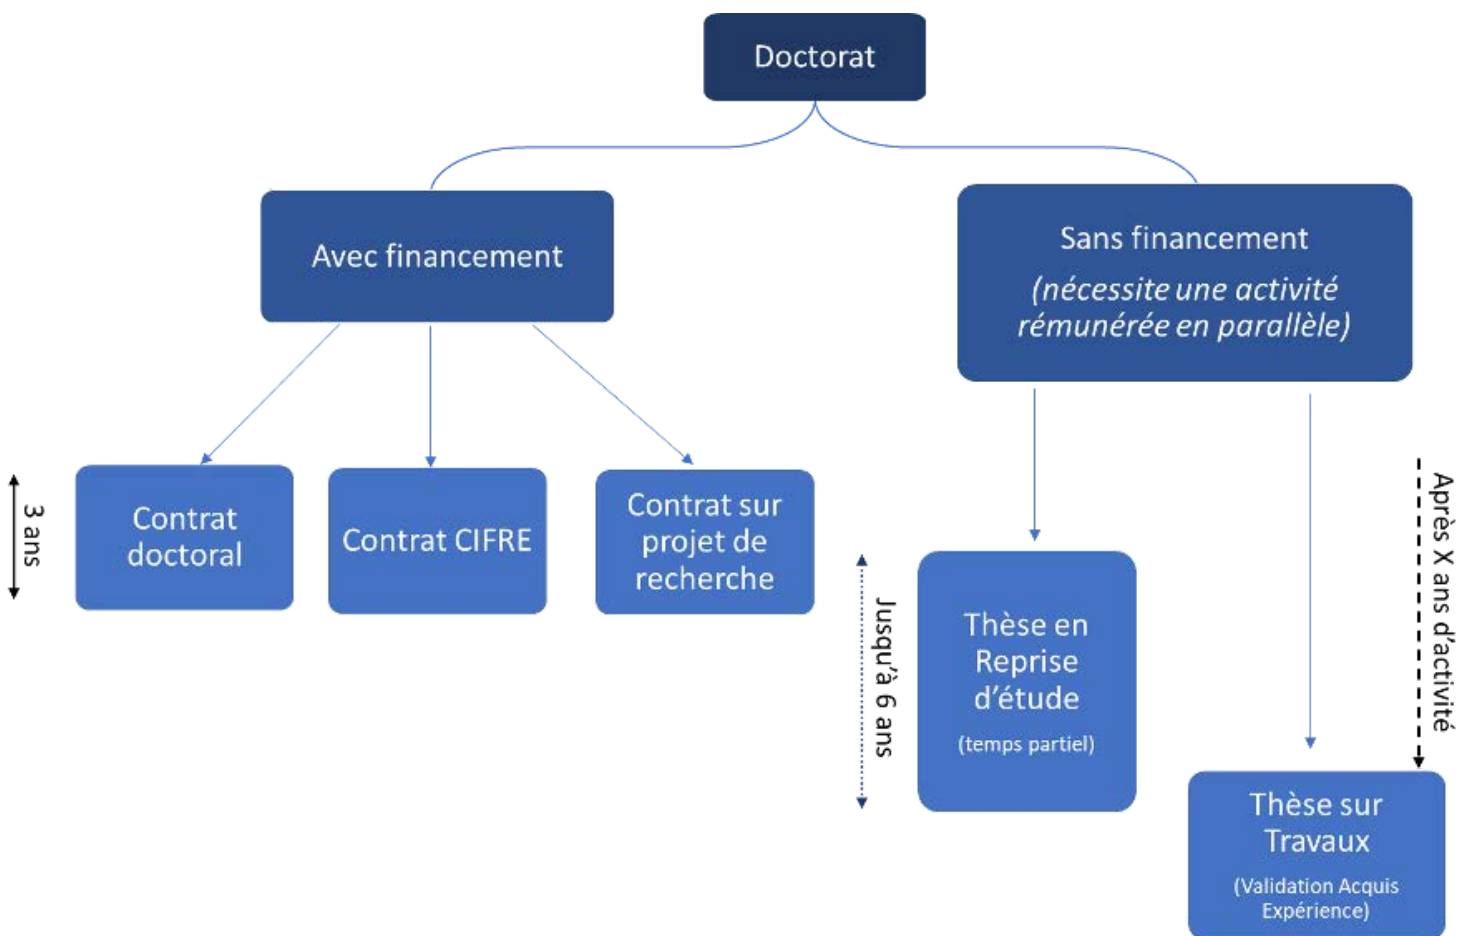 Doctorat
Avec financement
Sans financement
(nécessite une activité
rémunérée en parallèle)
3 ans
Contrat
doctoral
Contrat CIFRE
Contrat sur
projet de
recherche
Jusqu'à 6 ans
Thèse en
Reprise
d'étude
(temps partiel)
Après X ans d'activité
Thèse sur
Travaux
(Validation Acquis
Expérience)